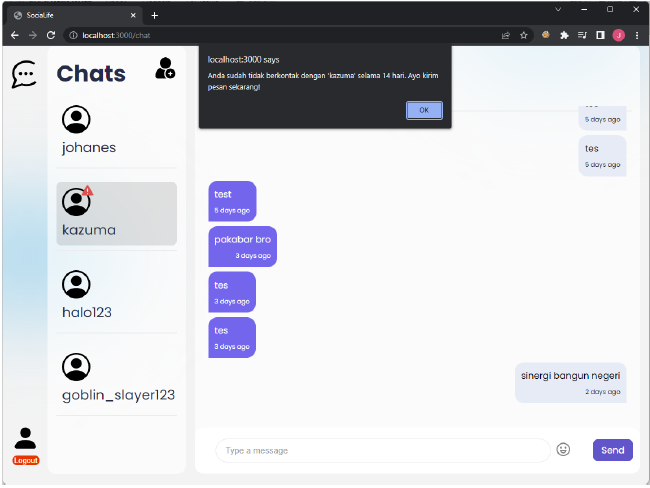 SociaLife
localhost:3000/chat
J
localhost:3000 says
Anda sudah tidak berkontak dengan 'kazuma' selama 14 hari. Ayo kirim
pesan sekarang!
OK
Chats
johanes
kazuma
halo123
goblin_slayer123
Logout
5 days ago
tes
5 days ago
test
5 days ago
pakabar bro
3 days ago
tes
3 days ago
tes
3 days ago
sinergi bangun negeri
2 days ago
Type a message
Send